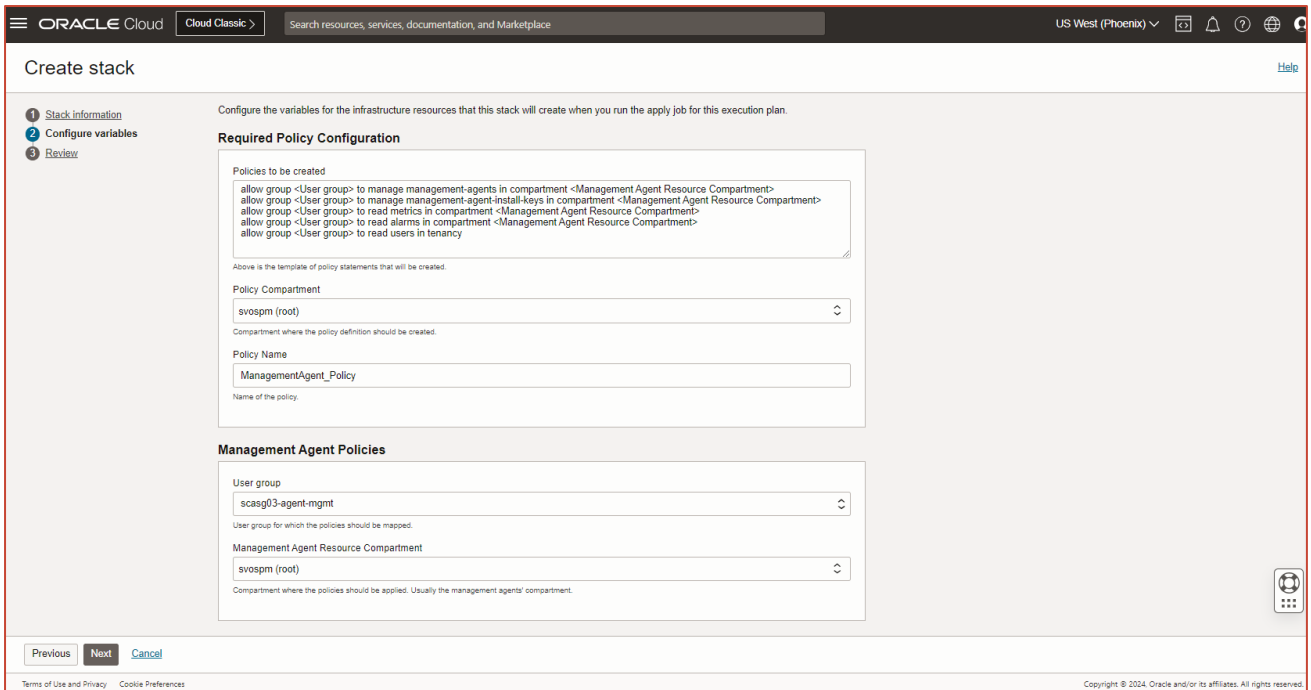 ORACLE Cloud
Cloud Classic >
Search resources, services, documentation, and Marketplace
US West (Phoenix)
Create stack
Help
1 Stack information
2 Configure variables
3 Review
Configure the variables for the infrastructure resources that this stack will create when you run the apply job for this execution plan.
Required Policy Configuration
Policies to be created
allow group <User group> to manage management-agents in compartment <Management Agent Resource Compartment>
allow group <User group> to manage management-agent-install-keys in compartment <Management Agent Resource Compartment>
allow group <User group> to read metrics in compartment <Management Agent Resource Compartment>
allow group <User group> to read alarms in compartment <Management Agent Resource Compartment>
allow group <User group> to read users in tenancy
Above is the template of policy statements that will be created.
Policy Compartment
svospm (root)
Compartment where the policy definition should be created.
Policy Name
ManagementAgent_Policy
Name of the policy.
Management Agent Policies
User group
scasg03-agent-mgmt
User group for which the policies should be mapped.
Management Agent Resource Compartment
svospm (root)
Compartment where the policies should be applied. Usually the management agents' compartment.
Previous
Next
Cancel
Terms of Use and Privacy
Cookie Preferences
Copyright © 2024, Oracle and/or its affiliates. All rights reserved.